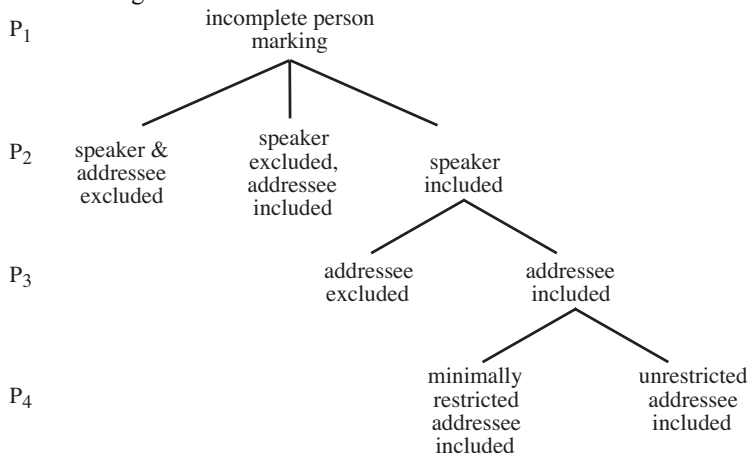 P1
incomplete person
marking
P2
speaker &
addressee
excluded
speaker
excluded,
addressee
included
speaker
included
P3
addressee
excluded
addressee
included
P4
minimally
restricted
addressee
included
unrestricted
addressee
included